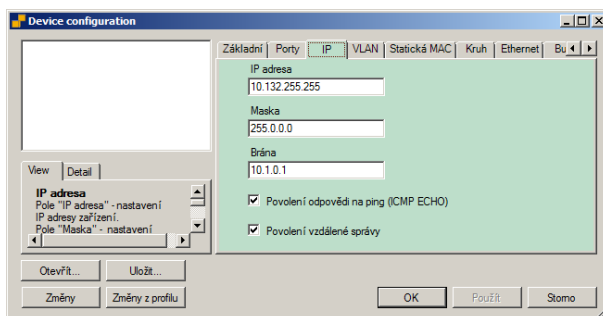 Device configuration
Základní Porty IP VLAN Statická MAC Kruh Ethernet Bu
IP adresa
10.132.255.255
Maska
255.0.0.0
Brána
10.1.0.1
Povolení odpovědi na ping (ICMP ECHO)
Povolení vzdálené správy
View Detail
IP adresa
Pole "IP adresa" - nastavení
IP adresy zařízení.
Pole "Maska" - nastavení
Otevřít... Uložit...
Změny Změny z profilu
OK Použít Storno